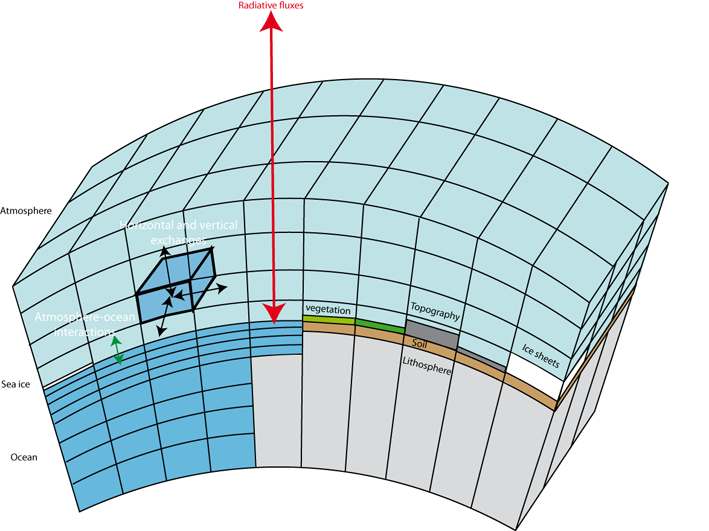 Radiative fluxes
Atmosphere
Horizontal and vertical
exchanges
vegetation
Topography
Atmosphere-ocean
interactions
Soil
Ice sheets
Lithosphere
Sea ice
Ocean